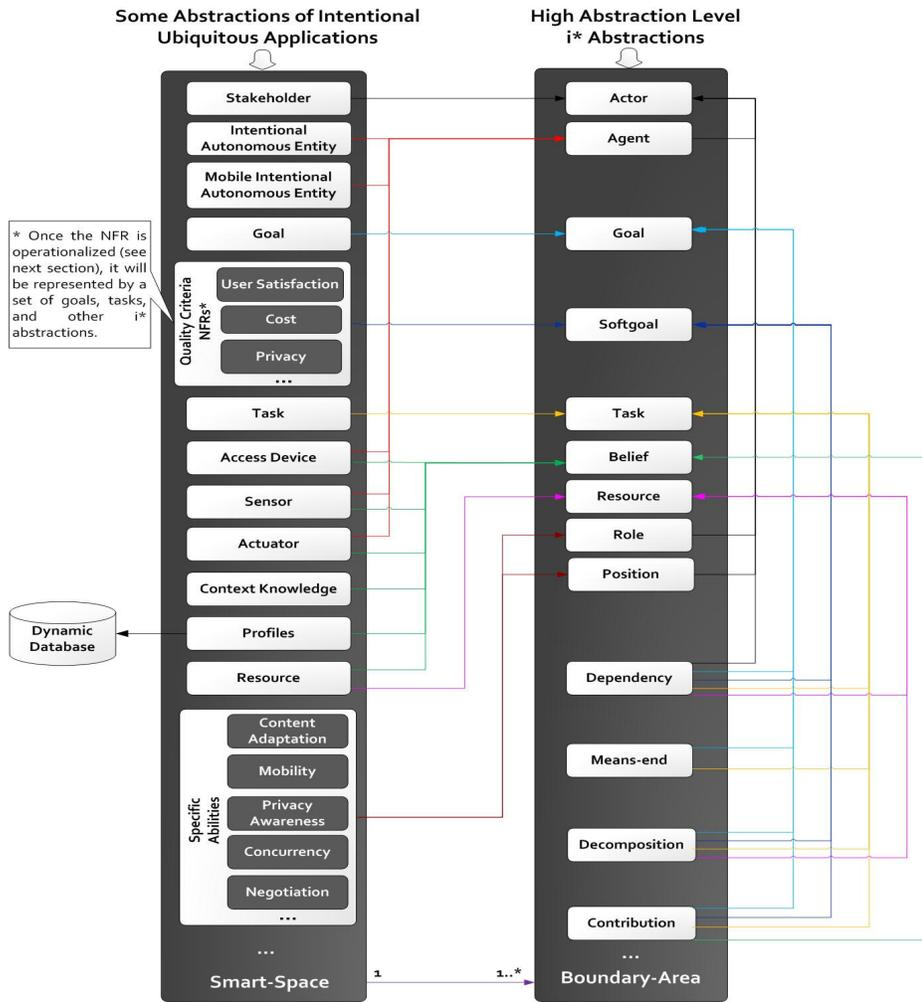 Some Abstractions of Intentional
Ubiquitous Applications
High Abstraction Level
i* Abstractions
Stakeholder
Intentional
Autonomous Entity
Mobile Intentional
Autonomous Entity
Goal
* Once the NFR is
operationalized (see
next section), it will
be represented by a
set of goals, tasks,
and other i*
abstractions.
Quality Criteria
NFRs*
User Satisfaction
Cost
Privacy
...
Task
Access Device
Sensor
Actuator
Context Knowledge
Profiles
Dynamic
Database
Resource
Specific
Abilities
Content
Adaptation
Mobility
Privacy
Awareness
Concurrency
Negotiation
...
...
Smart-Space
1
1..*
Actor
Agent
Goal
Softgoal
Task
Belief
Resource
Role
Position
Dependency
Means-end
Decomposition
Contribution
...
Boundary-Area